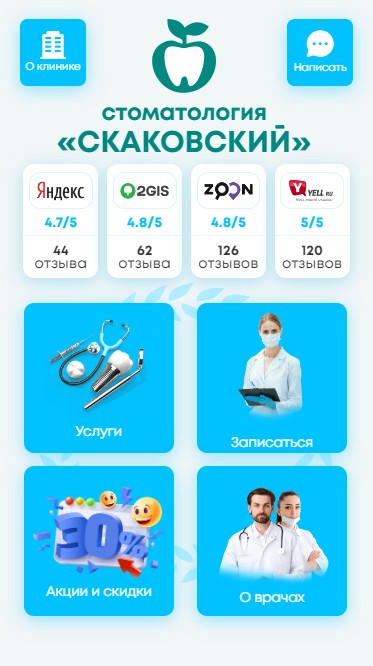 О клинике
Написать
СТОМАТОЛОГИЯ
«СКАКОВСКИЙ»
Яндекс
2GIS
ZOON
YELL RU
4.7/5
4.8/5
4.8/5
5/5
44
62
126
120
отзыва
отзыва
отзывов
отзывов
Услуги
Записаться
30%
Акции и скидки
О врачах